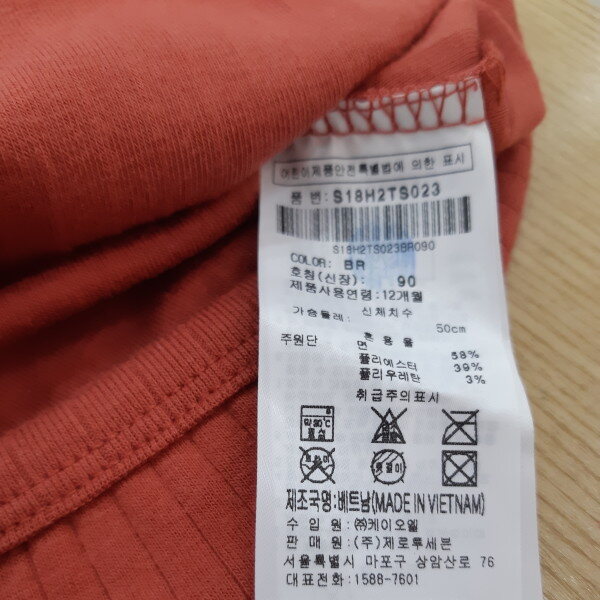 어린이제품안전특별법에 의한 표시
품 번: S18H2TS023
S18H2TS023BR090
COLOR: BR
호칭(신장): 90
제품사용연령: 12개월
가슴둘레: 신체치수 50cm
주원단 혼용율
면 58%
폴리에스터 39%
폴리우레탄 3%
취급주의표시
약30℃
중성
제조국명:베트남(MADE IN VIETNAM)
수 입 원: ㈜케이오엘
판 매 원: (주)제로투세븐
서울특별시 마포구 상암산로 76
대표전화: 1588-7601